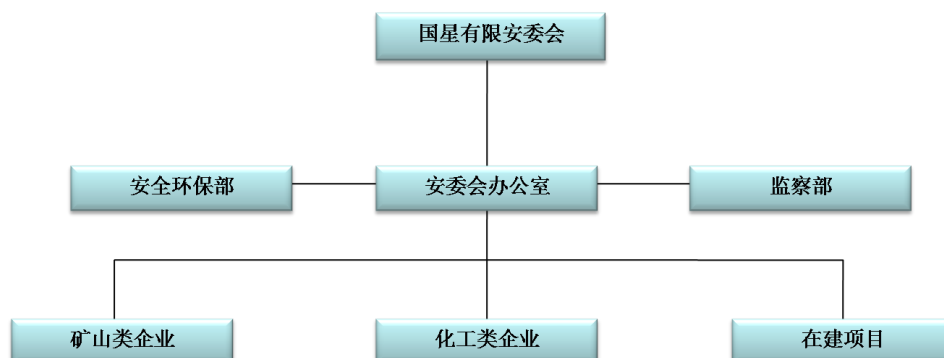 国星有限安委会
安全环保部
安委会办公室
监察部
矿山类企业
化工类企业
在建项目